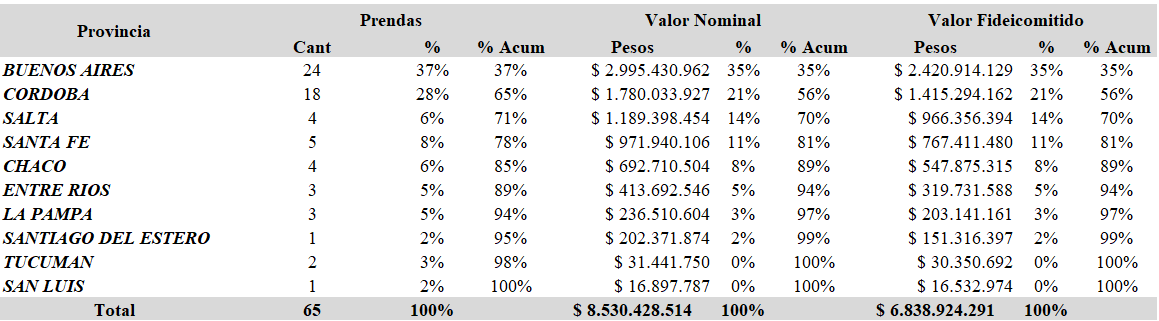 Provincia Prendas Valor Nominal Valor Fideicomitido
Cant % % Acum Pesos % % Acum Pesos % % Acum
BUENOS AIRES 24 37% 37% $ 2.995.430.962 35% 35% $ 2.420.914.129 35% 35%
CORDOBA 18 28% 65% $ 1.780.033.927 21% 56% $ 1.415.294.162 21% 56%
SALTA 4 6% 71% $ 1.189.398.454 14% 70% $ 966.356.394 14% 70%
SANTA FE 5 8% 78% $ 971.940.106 11% 81% $ 767.411.480 11% 81%
CHACO 4 6% 85% $ 692.710.504 8% 89% $ 547.875.315 8% 89%
ENTRE RIOS 3 5% 89% $ 413.692.546 5% 94% $ 319.731.588 5% 94%
LA PAMPA 3 5% 94% $ 236.510.604 3% 97% $ 203.141.161 3% 97%
SANTIAGO DEL ESTERO 1 2% 95% $ 202.371.874 2% 99% $ 151.316.397 2% 99%
TUCUMAN 2 3% 98% $ 31.441.750 0% 100% $ 30.350.692 0% 100%
SAN LUIS 1 2% 100% $ 16.897.787 0% 100% $ 16.532.974 0% 100%
Total 65 100% $ 8.530.428.514 100% $ 6.838.924.291 100%